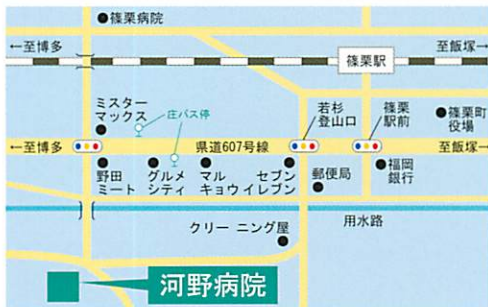 篠栗病院
←至博多
至飯塚→
篠栗駅
ミスター
マックス
庄バス停
若杉
登山口
篠栗
駅前
篠栗町
役場
←至博多
県道607号線
至飯塚→
野田
ミート
グルメ
シティ
マル
キョウ
セブン
イレブン
郵便局
福岡
銀行
用水路
クリーニング屋
河野病院